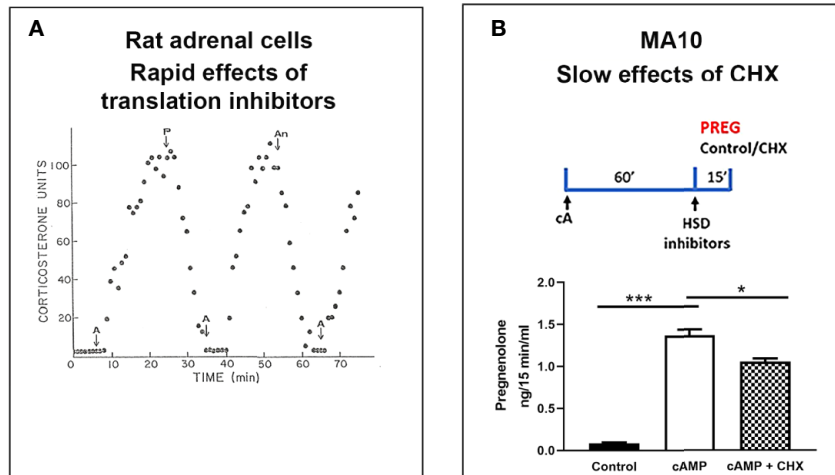 A
Rat adrenal cells
Rapid effects of
translation inhibitors
CORTICOSTERONE UNITS
100
80
60
40
20
A
P
A
An
A
0 10 20 30 40 50 60 70
TIME (min)
B
MA10
Slow effects of CHX
PREG
Control/CHX
60′ 15′
cA
HSD
inhibitors
Pregnenolone
ng/15 min/ml
2.0
1.5
1.0
0.5
0.0
***
*
Control cAMP cAMP + CHX